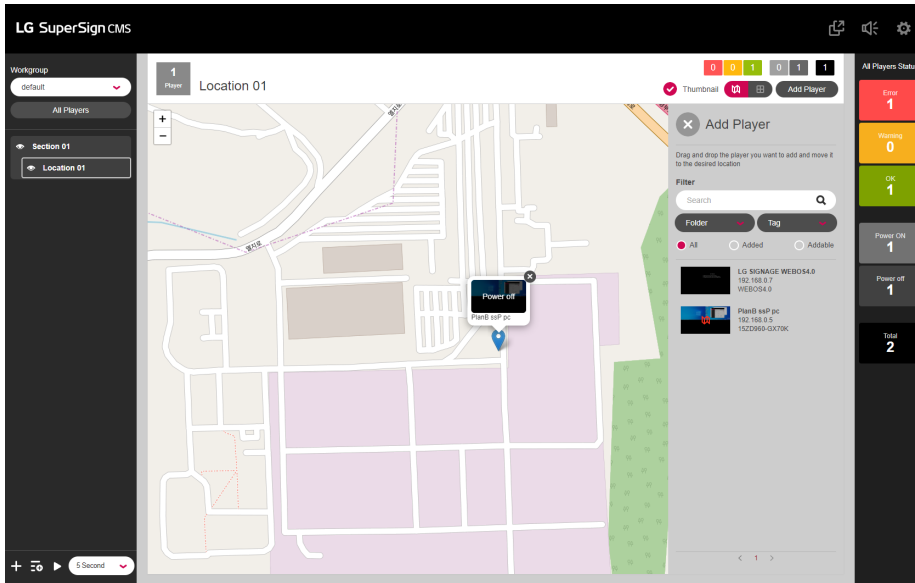 LG SuperSign CMS
Workgroup
default
All Players
Section 01
Location 01
5 Second
1
Player
Location 01
0 0 1 0 1 1
Thumbnail
Add Player
+
−
Power off
PlanB ssP pc
Add Player
Drag and drop the player you want to add and move it
to the desired location
Filter
Search
Folder
Tag
All
Added
Addable
LG SIGNAGE WEBOS4.0
192.168.0.7
WEBOS4.0
PlanB ssP pc
192.168.0.5
15ZD960-GX70K
< 1 >
All Players Statu
Error
1
Warning
0
OK
1
Power ON
1
Power off
1
Total
2